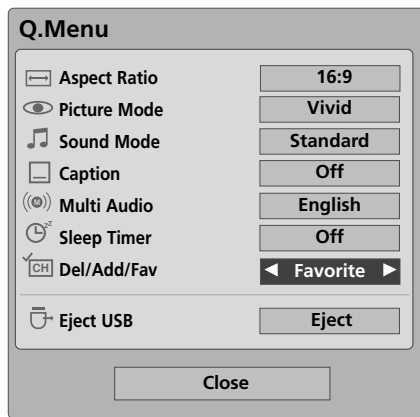 Q.Menu
Aspect Ratio 16:9
Picture Mode Vivid
Sound Mode Standard
Caption Off
Multi Audio English
Sleep Timer Off
CH Del/Add/Fav ◀ Favorite ▶
Eject USB Eject
Close